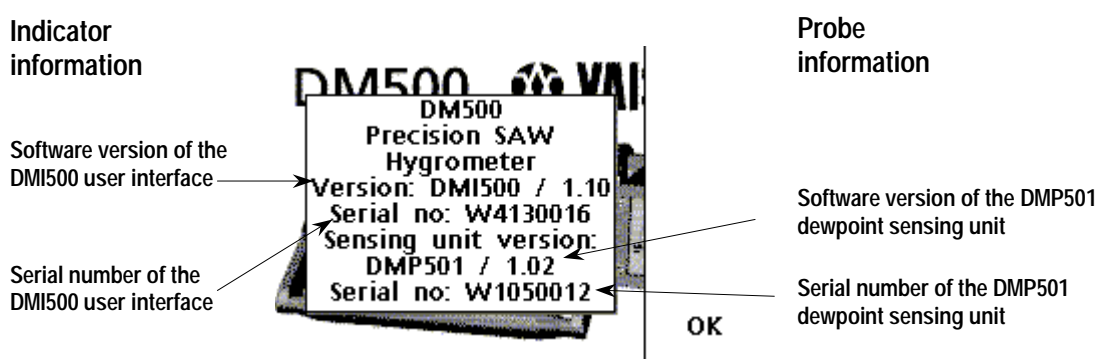 Indicator
information
Probe
information
DM500 VAI
DM500
Precision SAW
Hygrometer
Version: DMI500 / 1.10
Serial no: W4130016
Sensing unit version:
DMP501 / 1.02
Serial no: W1050012
OK
Software version of the
DMI500 user interface
Serial number of the
DMI500 user interface
Software version of the DMP501
dewpoint sensing unit
Serial number of the DMP501
dewpoint sensing unit